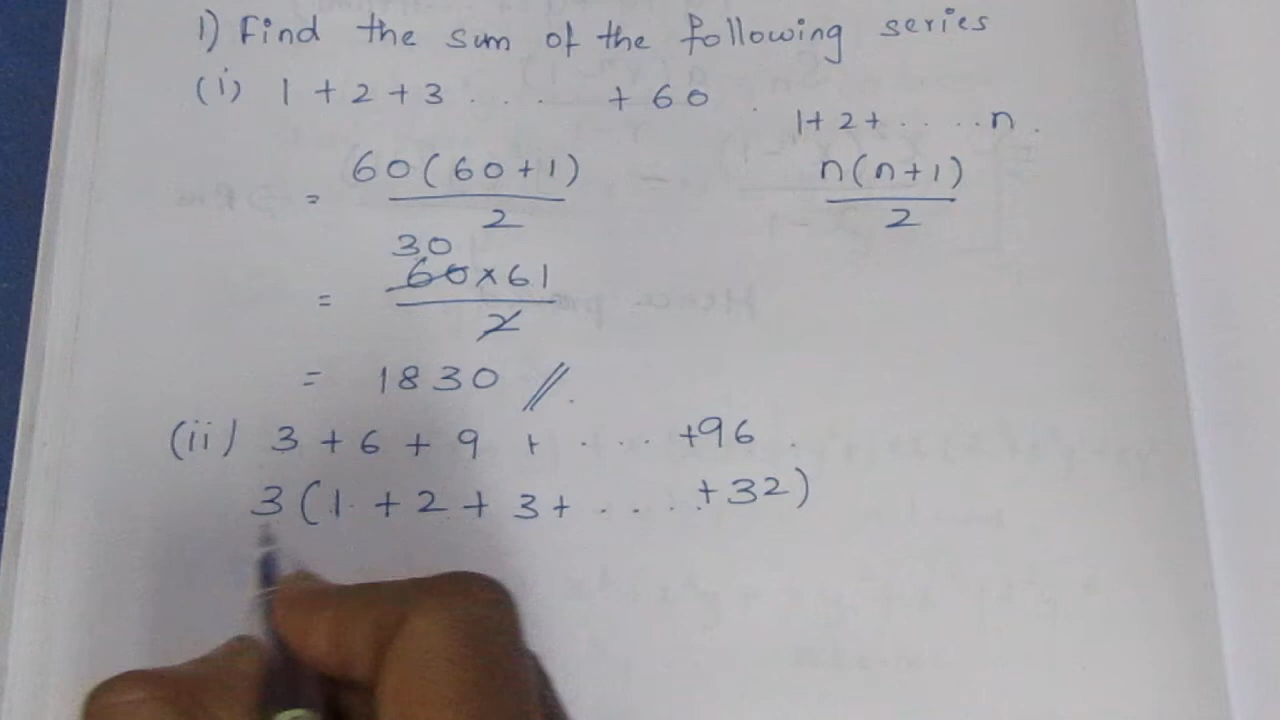 1) Find the sum of the following series
(i) 1 + 2 + 3 . . . . + 60 .
1 + 2 + . . . . . n .
= 60(60+1) / 2
n(n+1) / 2
30
= 60 × 61 / 2
= 1830 //.
(ii) 3 + 6 + 9 + . . . . +96 .
3 (1 + 2 + 3 + . . . . . +32)